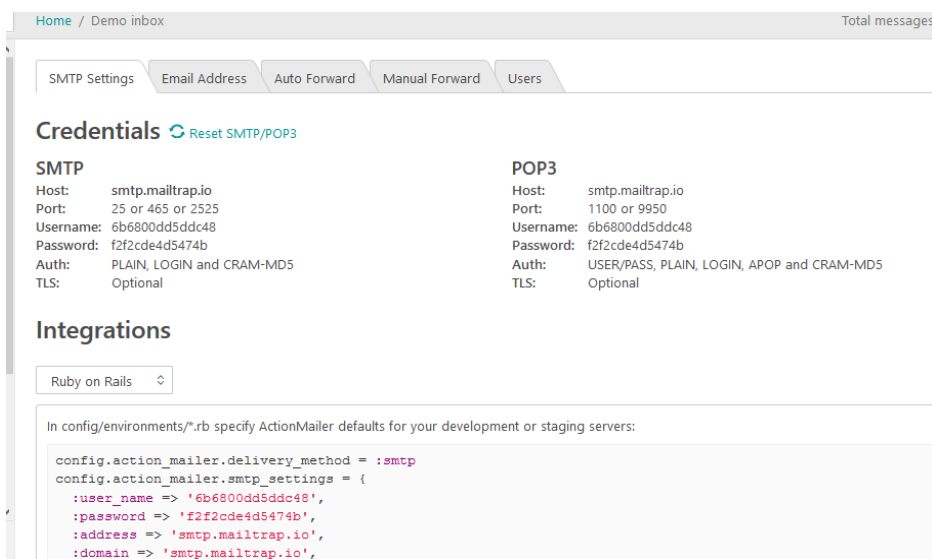 Home / Demo inbox
Total messages
SMTP Settings
Email Address
Auto Forward
Manual Forward
Users
Credentials Reset SMTP/POP3
SMTP
Host: smtp.mailtrap.io
Port: 25 or 465 or 2525
Username: 6b6800dd5ddc48
Password: f2f2cde4d5474b
Auth: PLAIN, LOGIN and CRAM-MD5
TLS: Optional
POP3
Host: smtp.mailtrap.io
Port: 1100 or 9950
Username: 6b6800dd5ddc48
Password: f2f2cde4d5474b
Auth: USER/PASS, PLAIN, LOGIN, APOP and CRAM-MD5
TLS: Optional
Integrations
Ruby on Rails
In config/environments/*.rb specify ActionMailer defaults for your development or staging servers:
config.action_mailer.delivery_method = :smtp
config.action_mailer.smtp_settings = {
:user_name => '6b6800dd5ddc48',
:password => 'f2f2cde4d5474b',
:address => 'smtp.mailtrap.io',
:domain => 'smtp.mailtrap.io',